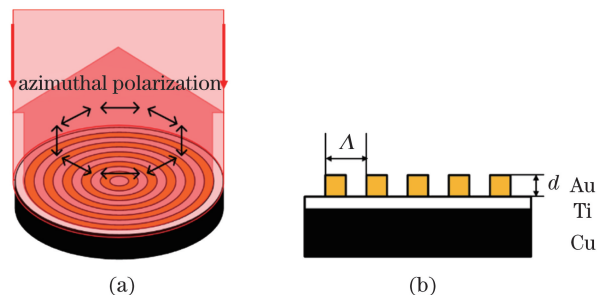 azimuthal polarization
Λ
d
Au
Ti
Cu
(a)
(b)